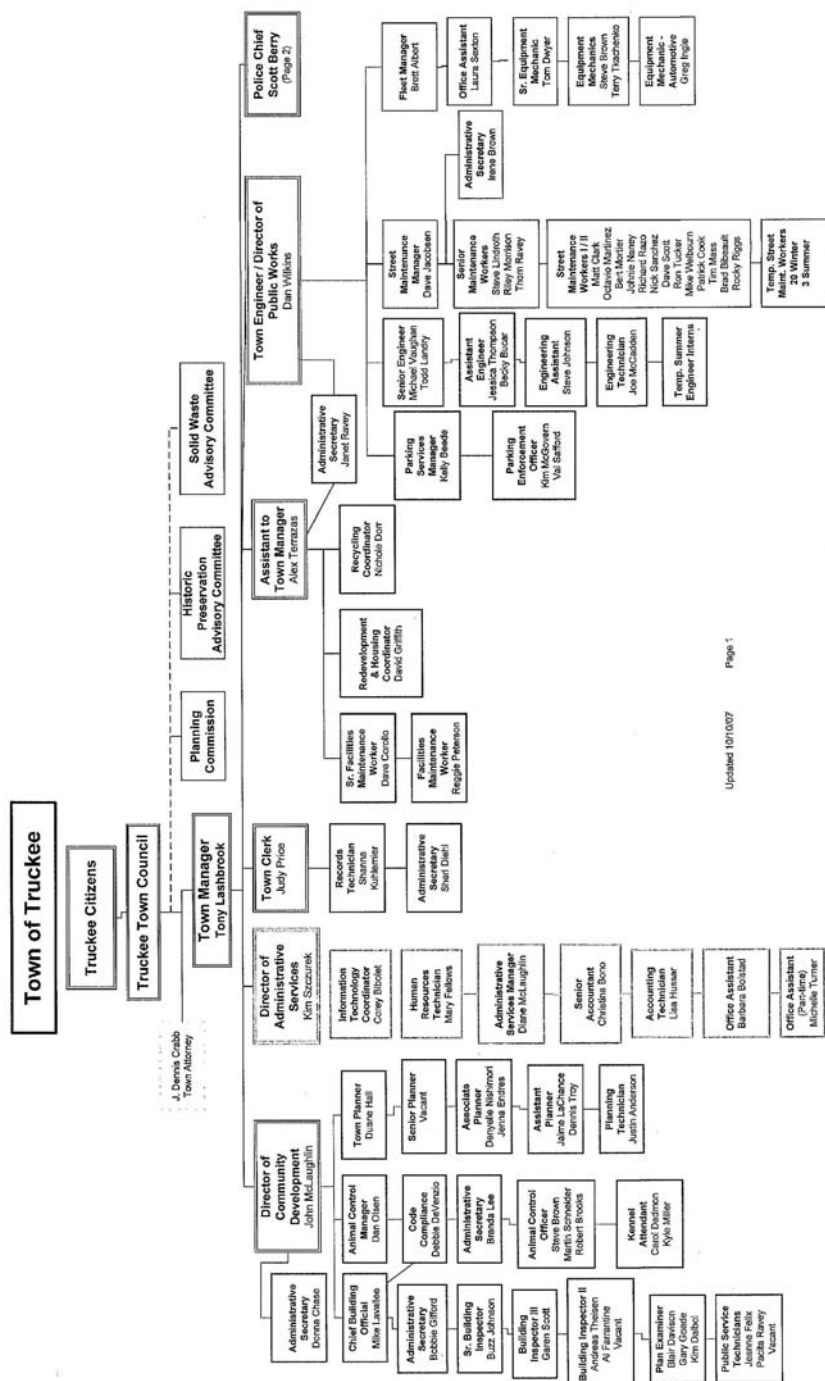 Town of Truckee
Truckee Citizens
Truckee Town Council
J. Dennis Crabb
Town Attorney
Planning
Commission
Historic
Preservation
Advisory Committee
Solid Waste
Advisory Committee
Town Manager
Tony Lashbrook
Director of
Community
Development
John McLaughlin
Director of
Administrative
Services
Kim Szczurek
Town Clerk
Judy Price
Assistant to
Town Manager
Alex Terrazas
Town Engineer / Director of
Public Works
Dan Wilkins
Police Chief
Scott Berry
(Page 2)
Administrative
Secretary
Donna Chase
Chief Building
Official
Mike Lavallee
Administrative
Secretary
Bobbie Gifford
Sr. Building
Inspector
Buzz Johnson
Building
Inspector III
Garen Scott
Building Inspector II
Andreas Theisen
Al Farrantine
Vacant
Plan Examiner
Blair Davison
Gary Goade
Kim Dalbol
Public Service
Technicians
Jeanne Felix
Pacita Ravey
Vacant
Animal Control
Manager
Dan Olsen
Code
Compliance
Debbie DeVenzio
Administrative
Secretary
Brenda Lee
Animal Control
Officer
Steve Brown
Martin Schneider
Robert Brooks
Kennel
Attendant
Carol Dedmon
Kyle Miller
Town Planner
Duane Hall
Senior Planner
Vacant
Associate
Planner
Denyelle Nishimori
Jenna Endres
Assistant
Planner
Jaime LaChance
Dennis Troy
Planning
Technician
Justin Anderson
Information
Technology
Coordinator
Corey Bibolet
Human
Resources
Technician
Mary Fellows
Administrative
Services Manager
Diane McLaughlin
Senior
Accountant
Christina Bono
Accounting
Technician
Lisa Hussar
Office Assistant
Barbara Bolstad
Office Assistant
(Part-time)
Michelle Turner
Records
Technician
Shanna
Kuhlemier
Administrative
Secretary
Sheri Diehl
Sr. Facilities
Maintenance
Worker
Dave Corollo
Facilities
Maintenance
Worker
Reggie Peterson
Redevelopment
& Housing
Coordinator
David Griffith
Recycling
Coordinator
Nichole Dorr
Administrative
Secretary
Janet Ravey
Parking
Services
Manager
Kelly Beede
Parking
Enforcement
Officer
Kim McGovern
Val Safford
Senior Engineer
Michael Vaughan
Todd Landry
Assistant
Engineer
Jessica Thompson
Becky Bucar
Engineering
Assistant
Steve Johnson
Engineering
Technician
Joe McCadden
Temp. Summer
Engineer Interns
Street
Maintenance
Manager
Dave Jacobsen
Administrative
Secretary
Irene Brown
Senior
Maintenance
Workers
Steve Lindroth
Riley Morrison
Thom Ravey
Street
Maintenance
Workers I / II
Matt Clark
Octavio Martinez
Bert Mortier
Johnie Naney
Richard Razo
Nick Sanchez
Dave Scott
Ron Tucker
Mike Welbourn
Patrick Cook
Tim Mass
Brad Bibeault
Rocky Riggs
Temp. Street
Maint. Workers
20 Winter
3 Summer
Fleet Manager
Brett Albert
Office Assistant
Laura Sexton
Sr. Equipment
Mechanic
Tom Dwyer
Equipment
Mechanics
Steve Brown
Terry Tkachenko
Equipment
Mechanic -
Automotive
Greg Ingle
Updated 10/10/07
Page 1